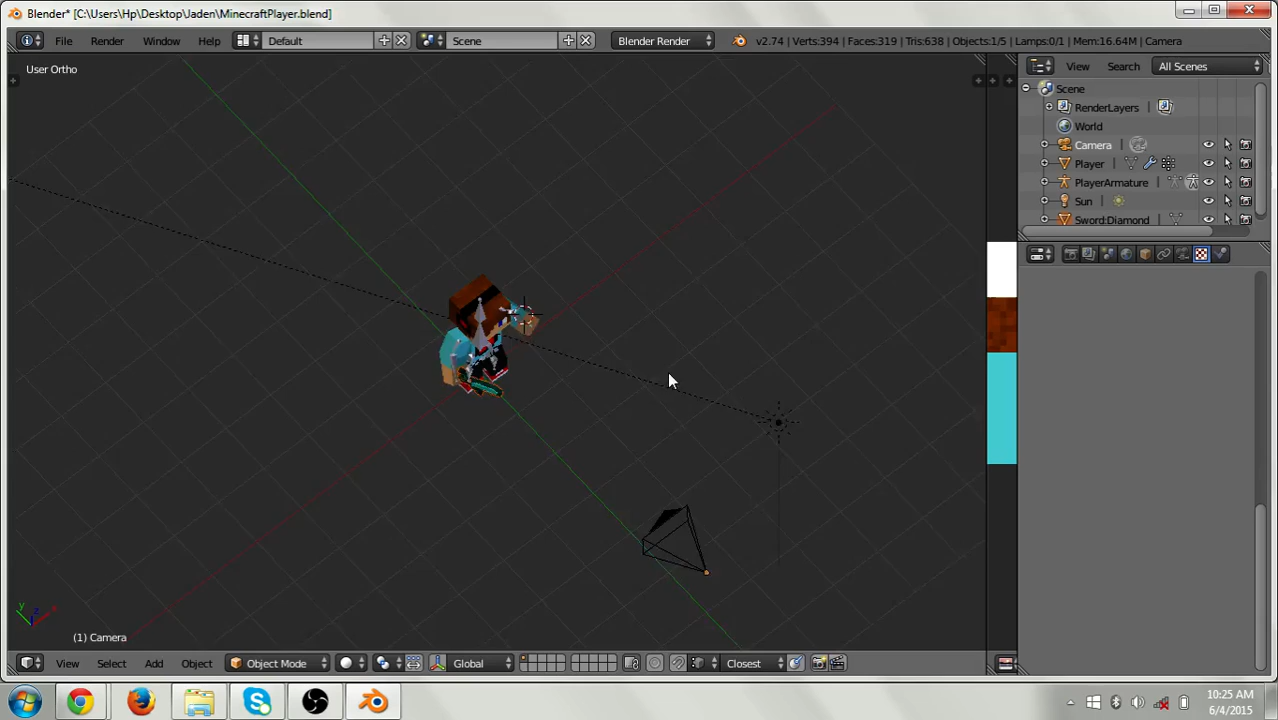 Blender* [C:\Users\Hp\Desktop\Jaden\MinecraftPlayer.blend]
File Render Window Help Default Scene Blender Render v2.74 | Verts:394 | Faces:319 | Tris:638 | Objects:1/5 | Lamps:0/1 | Mem:16.64M | Camera
User Ortho
View Search All Scenes
Scene
RenderLayers
World
Camera
Player
PlayerArmature
Sun
Sword:Diamond
y z x
(1) Camera
View Select Add Object Object Mode Global Closest
10:25 AM
6/4/2015